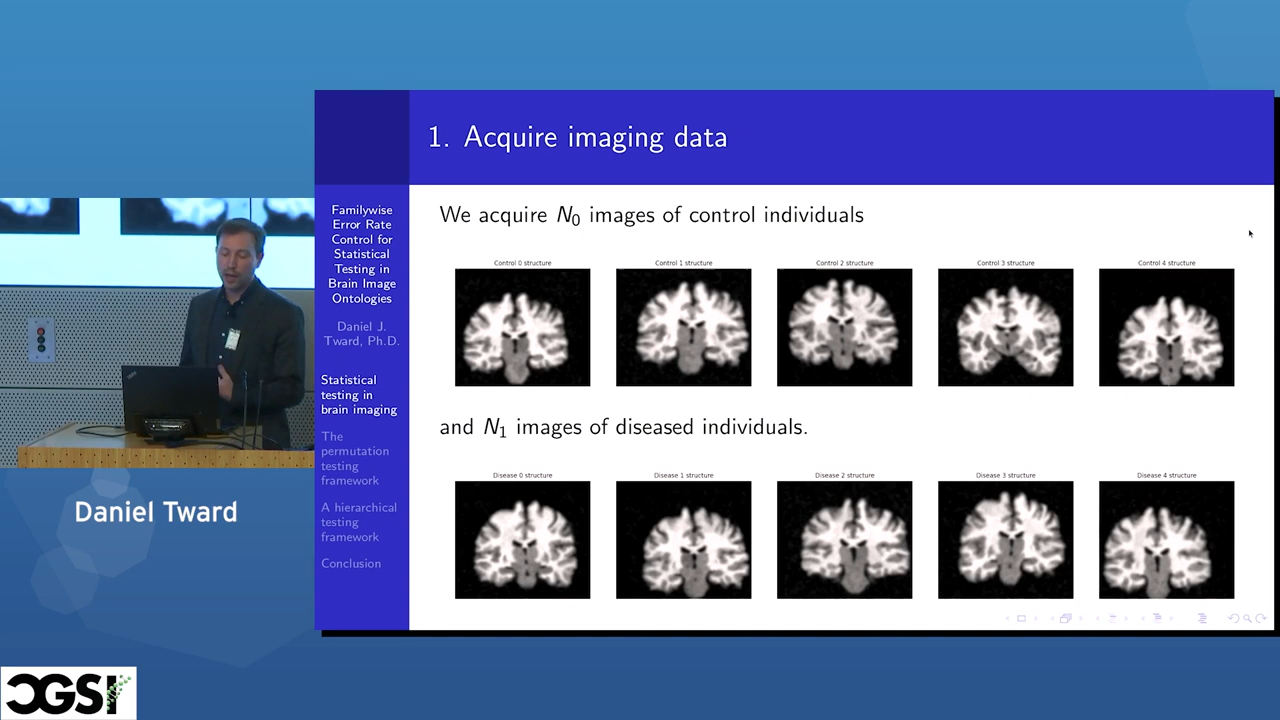 1. Acquire imaging data
Familywise
Error Rate
Control for
Statistical
Testing in
Brain Image
Ontologies
Daniel J.
Tward, Ph.D.
Statistical
testing in
brain imaging
The
permutation
testing
framework
A hierarchical
testing
framework
Conclusion
We acquire N0 images of control individuals
Control 0 structure
Control 1 structure
Control 2 structure
Control 3 structure
Control 4 structure
and N1 images of diseased individuals.
Disease 0 structure
Disease 1 structure
Disease 2 structure
Disease 3 structure
Disease 4 structure
Daniel Tward
CGSI